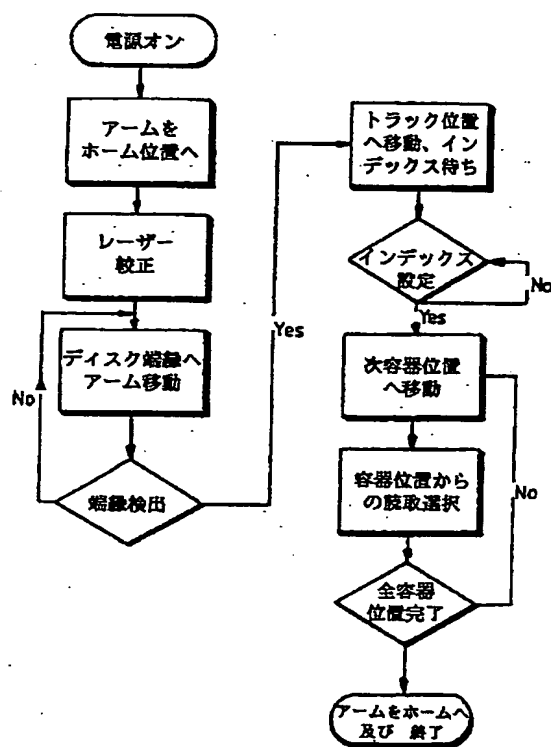 電源オン
アームを
ホーム位置へ
レーザー
較正
ディスク端縁へ
アーム移動
No
端縁検出
Yes
トラック位置
へ移動、イン
デックス待ち
インデックス
設定
No
Yes
次容器位置
へ移動
容器位置から
の読取選択
No
全容器
位置完了
アームをホームへ
及び 終了